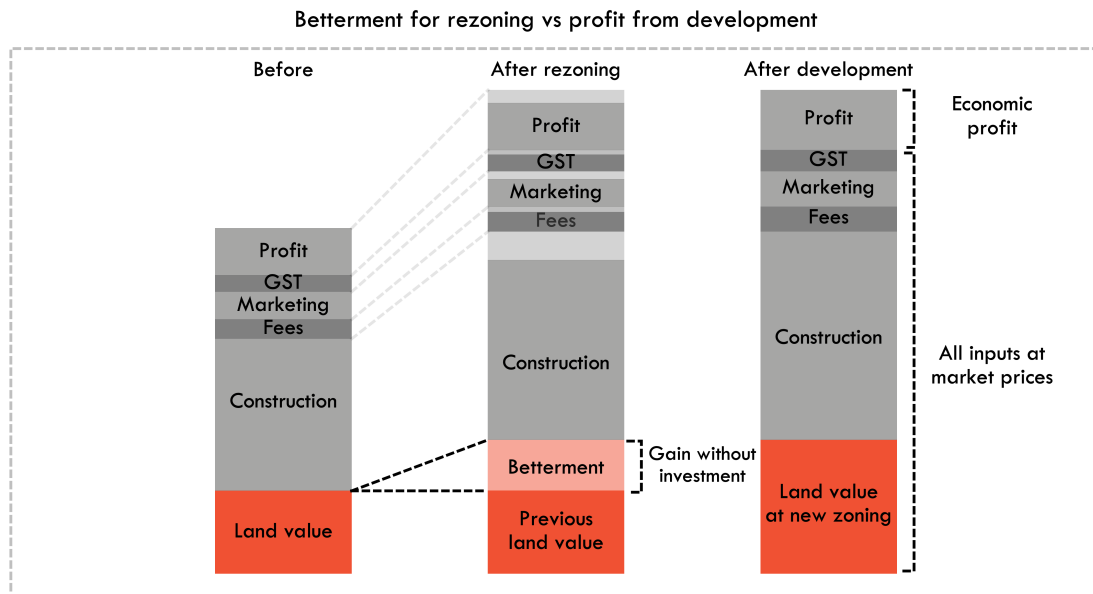 Betterment for rezoning vs profit from development
Before
After rezoning
After development
Profit
GST
Marketing
Fees
Construction
Land value
Profit
GST
Marketing
Fees
Construction
Betterment
Previous
land value
Gain without
investment
Profit
GST
Marketing
Fees
Construction
Land value
at new zoning
Economic
profit
All inputs at
market prices